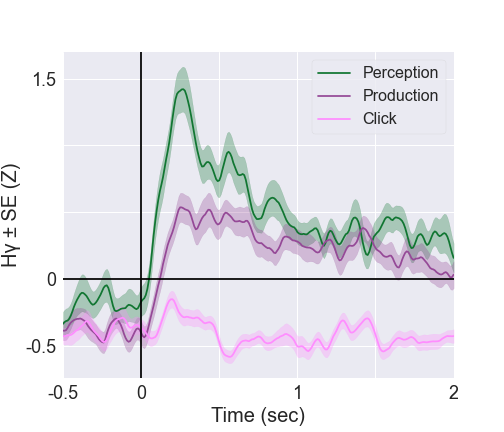 Hγ ± SE (Z)
1.5
0
-0.5
Perception
Production
Click
-0.5
0
1
2
Time (sec)